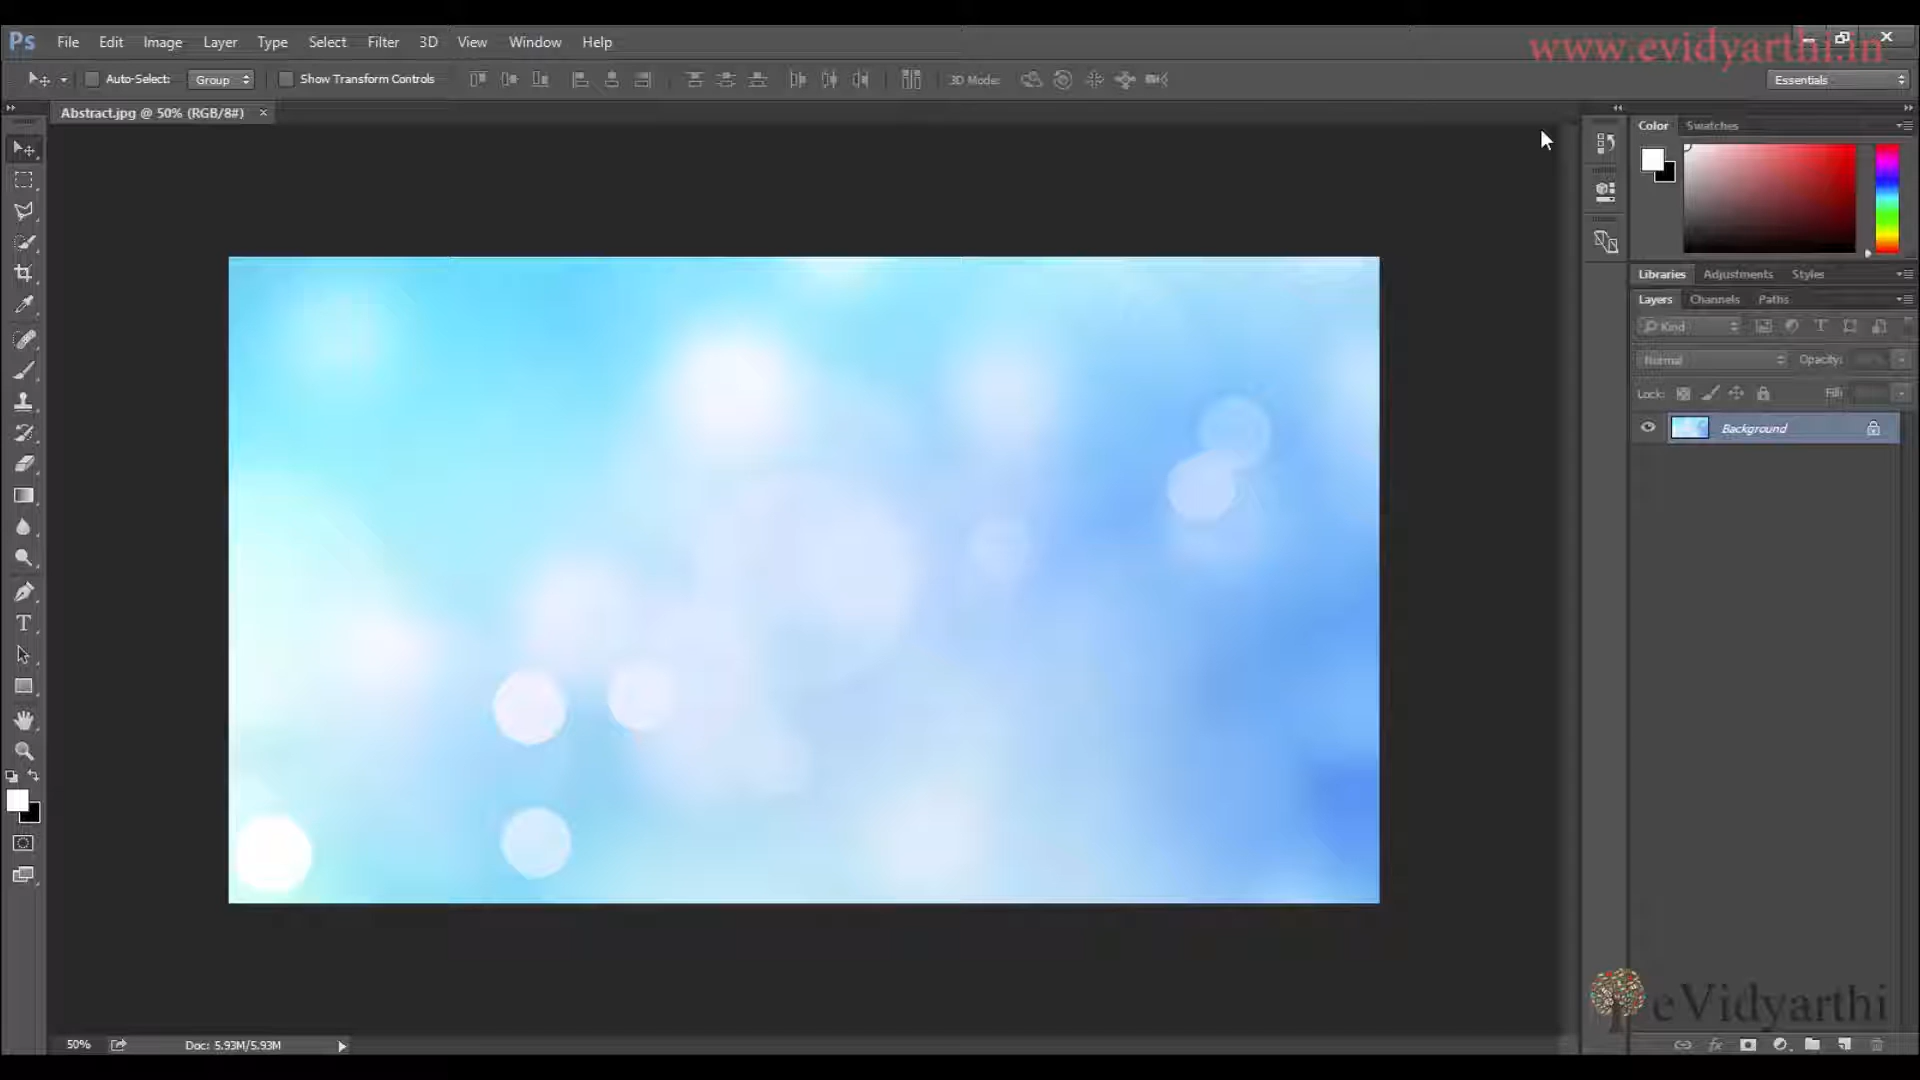 Ps File Edit Image Layer Type Select Filter 3D View Window Help
www.evidyarthi.in
Auto-Select: Group Show Transform Controls 3D Mode: Essentials
Abstract.jpg @ 50% (RGB/8#) ×
Color Swatches
Libraries Adjustments Styles
Layers Channels Paths
Kind
Normal Opacity:
Lock: Fill:
Background
eVidyarthi
50% Doc: 5.93M/5.93M
fx